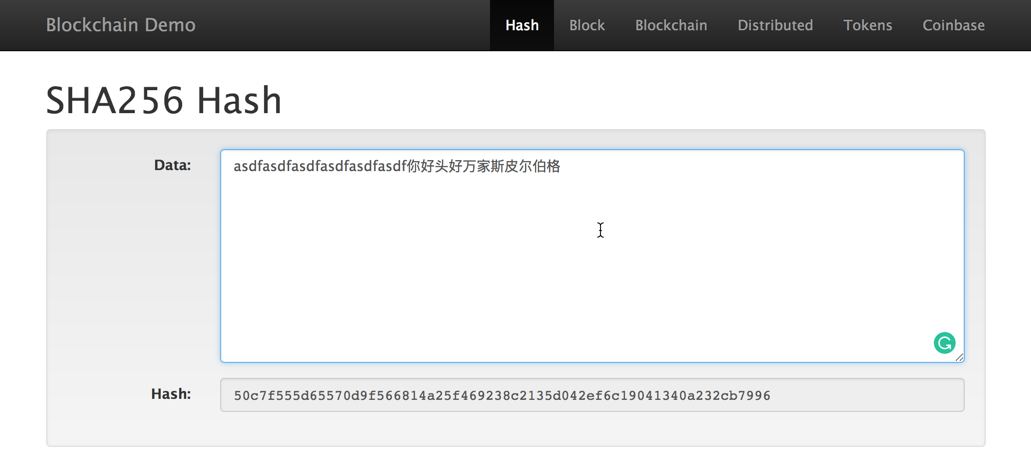 Blockchain Demo Hash Block Blockchain Distributed Tokens Coinbase
SHA256 Hash
Data: asdfasdfasdfasdfasdfasdf你好头好万家斯皮尔伯格
Hash: 50c7f555d65570d9f566814a25f469238c2135d042ef6c19041340a232cb7996